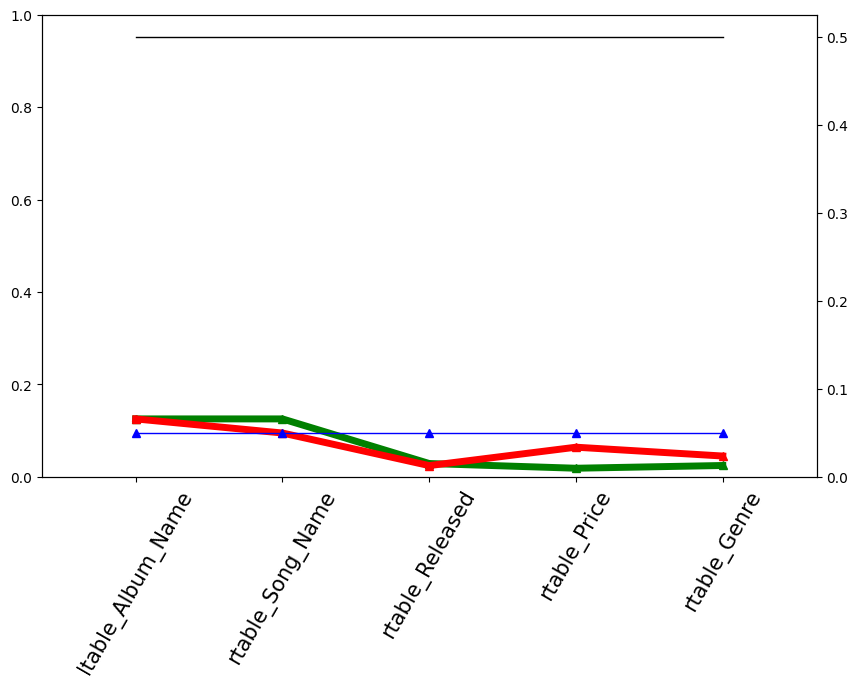 1.0
0.8
0.6
0.4
0.2
0.0
0.5
0.4
0.3
0.2
0.1
0.0
ltable_Album_Name
rtable_Song_Name
rtable_Released
rtable_Price
rtable_Genre